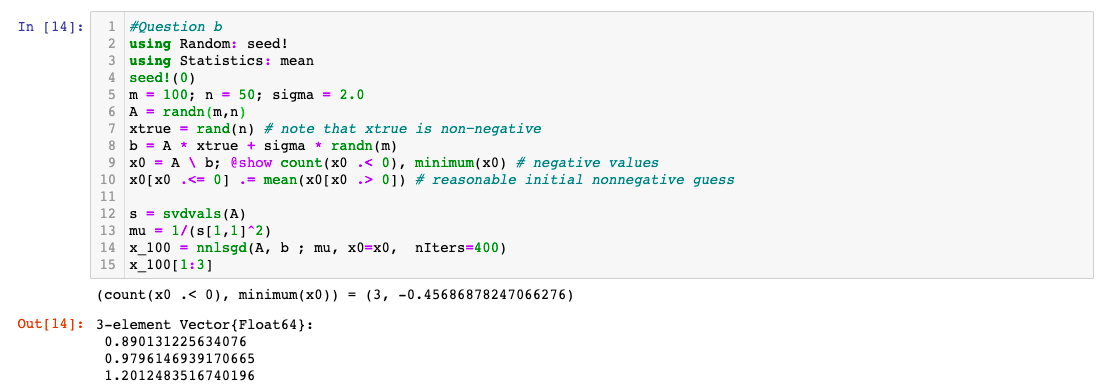 In [14]:
1 #Question b
2 using Random: seed!
3 using Statistics: mean
4 seed!(0)
5 m = 100; n = 50; sigma = 2.0
6 A = randn(m,n)
7 xtrue = rand(n) # note that xtrue is non-negative
8 b = A * xtrue + sigma * randn(m)
9 x0 = A \ b; @show count(x0 .< 0), minimum(x0) # negative values
10 x0[x0 .<= 0] .= mean(x0[x0 .> 0]) # reasonable initial nonnegative guess
11
12 s = svdvals(A)
13 mu = 1/(s[1,1]^2)
14 x_100 = nnlsgd(A, b ; mu, x0=x0,  nIters=400)
15 x_100[1:3]
(count(x0 .< 0), minimum(x0)) = (3, -0.45686878247066276)
Out[14]: 3-element Vector{Float64}:
0.890131225634076
0.9796146939170665
1.2012483516740196